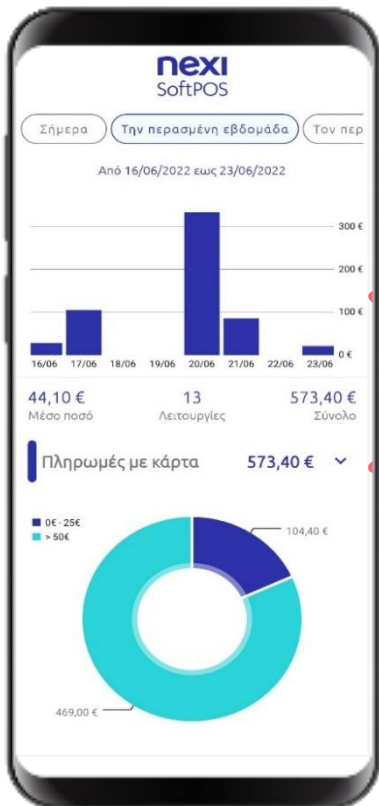 nexi
SoftPOS
Σήμερα Την περασμένη εβδομάδα Τον περ
Από 16/06/2022 εως 23/06/2022
300 €
200 €
100 €
0 €
16/06 17/06 18/06 19/06 20/06 21/06 22/06 23/06
44,10 € 13 573,40 €
Μέσο ποσό Λειτουργίες Σύνολο
Πληρωμές με κάρτα 573,40 €
0€ - 25€
> 50€
104,40 €
469,00 €